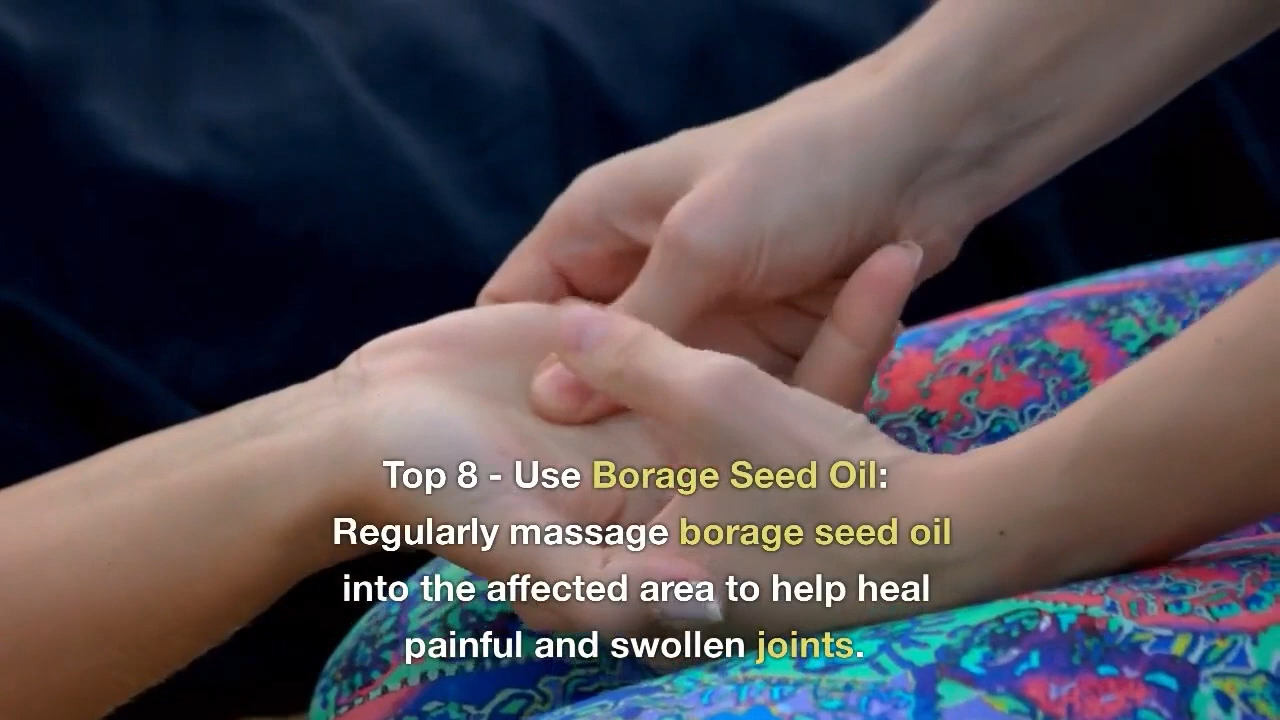 Top 8 - Use Borage Seed Oil:
Regularly massage borage seed oil
into the affected area to help heal
painful and swollen joints.